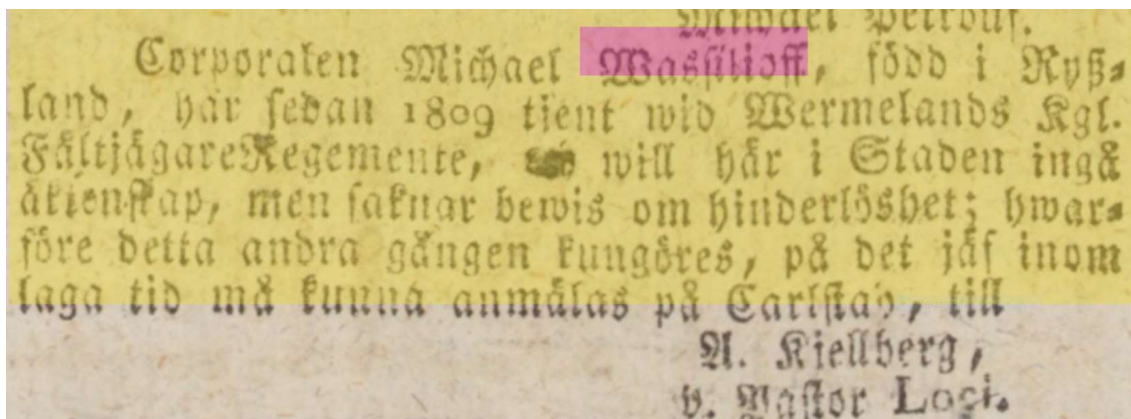 Michael Petrous.
Corporalen Michael Wassilioff, född i Ryß-
land, har sedan 1809 tjent wid Wermelands Kgl.
FältjägareRegemente, och will här i Staden ingå
äktenskap, men saknar bewis om hinderlöshet; hwar-
före detta andra gången kungöres, på det jäf inom
laga tid må kunna anmälas på Carlstad, till
A. Kjellberg,
v. Pastor Loci.